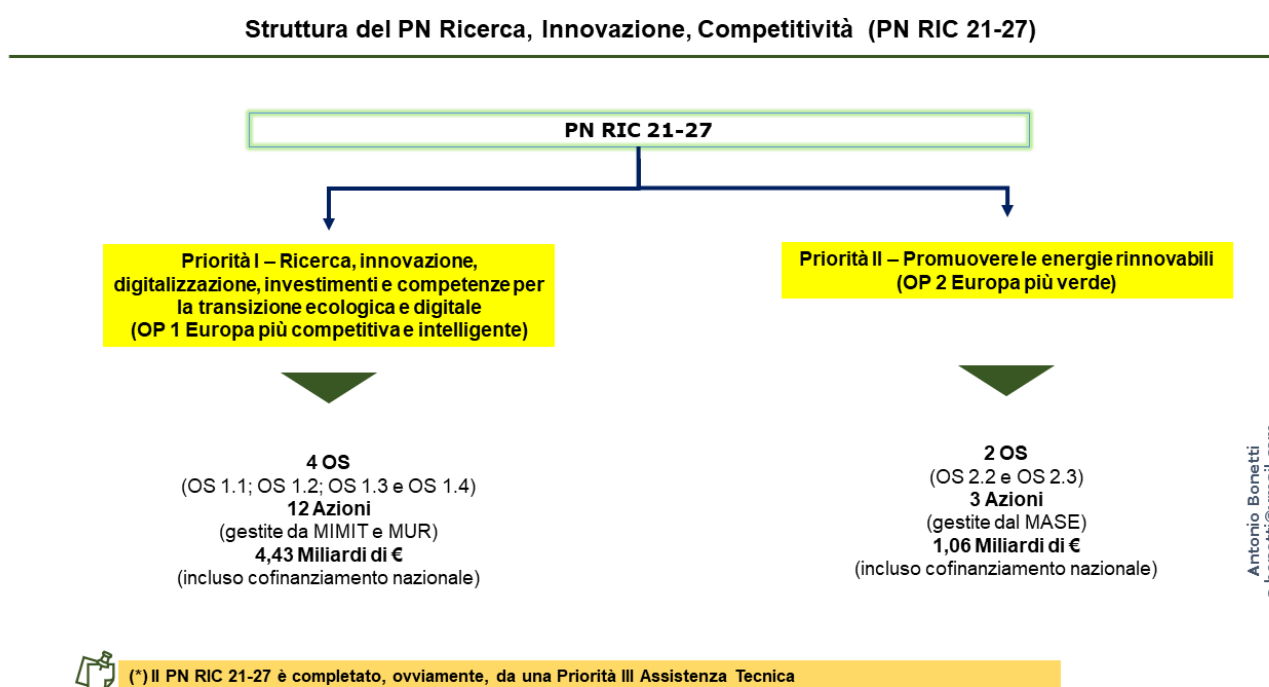 Struttura del PN Ricerca, Innovazione, Competitività (PN RIC 21-27)
PN RIC 21-27
Priorità I – Ricerca, innovazione,
digitalizzazione, investimenti e competenze per
la transizione ecologica e digitale
(OP 1 Europa più competitiva e intelligente)
4 OS
(OS 1.1; OS 1.2; OS 1.3 e OS 1.4)
12 Azioni
(gestite da MIMIT e MUR)
4,43 Miliardi di €
(incluso cofinanziamento nazionale)
Priorità II – Promuovere le energie rinnovabili
(OP 2 Europa più verde)
2 OS
(OS 2.2 e OS 2.3)
3 Azioni
(gestite dal MASE)
1,06 Miliardi di €
(incluso cofinanziamento nazionale)
Antonio Bonetti
(*) Il PN RIC 21-27 è completato, ovviamente, da una Priorità III Assistenza Tecnica